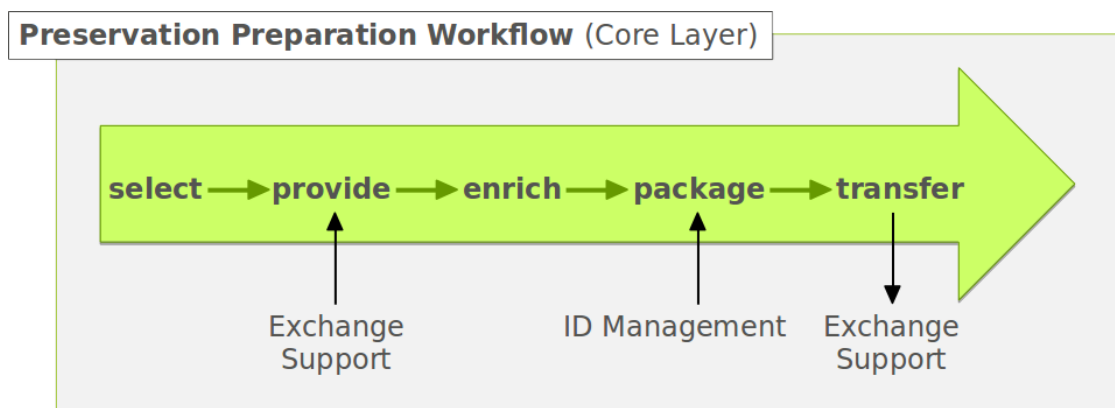 Preservation Preparation Workflow (Core Layer)
select provide enrich package transfer
Exchange Support
ID Management
Exchange Support